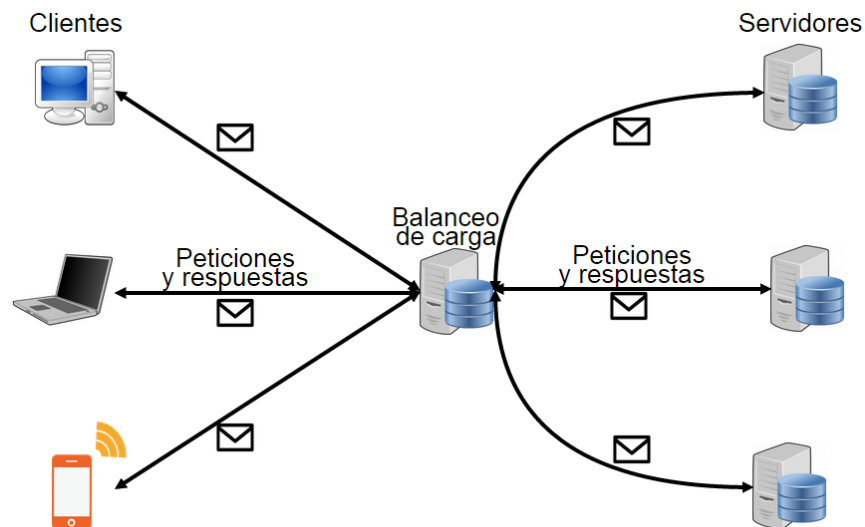 Clientes
Servidores
Balanceo
de carga
Peticiones
y respuestas
Peticiones
y respuestas